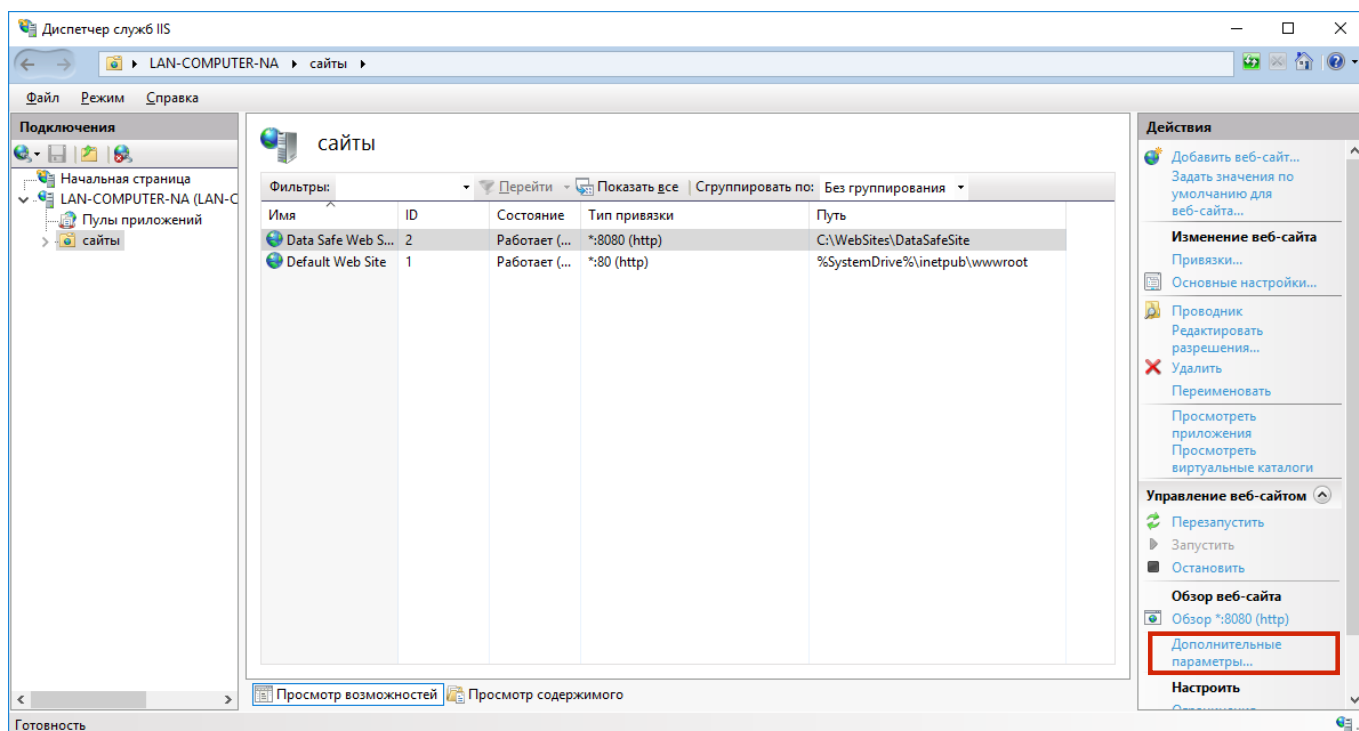 Диспетчер служб IIS
LAN-COMPUTER-NA
сайты
Файл Режим Справка
Подключения
Начальная страница
LAN-COMPUTER-NA (LAN-C
Пулы приложений
сайты
сайты
Фильтры: Перейти Показать все Сгруппировать по: Без группирования
Имя ID Состояние Тип привязки Путь
Data Safe Web S... 2 Работает (... *:8080 (http) C:\WebSites\DataSafeSite
Default Web Site 1 Работает (... *:80 (http) %SystemDrive%\inetpub\wwwroot
Просмотр возможностей Просмотр содержимого
Действия
Добавить веб-сайт...
Задать значения по
умолчанию для
веб-сайта...
Изменение веб-сайта
Привязки...
Основные настройки...
Проводник
Редактировать
разрешения...
Удалить
Переименовать
Просмотреть
приложения
Просмотреть
виртуальные каталоги
Управление веб-сайтом
Перезапустить
Запустить
Остановить
Обзор веб-сайта
Обзор *:8080 (http)
Дополнительные
параметры...
Настроить
Готовность